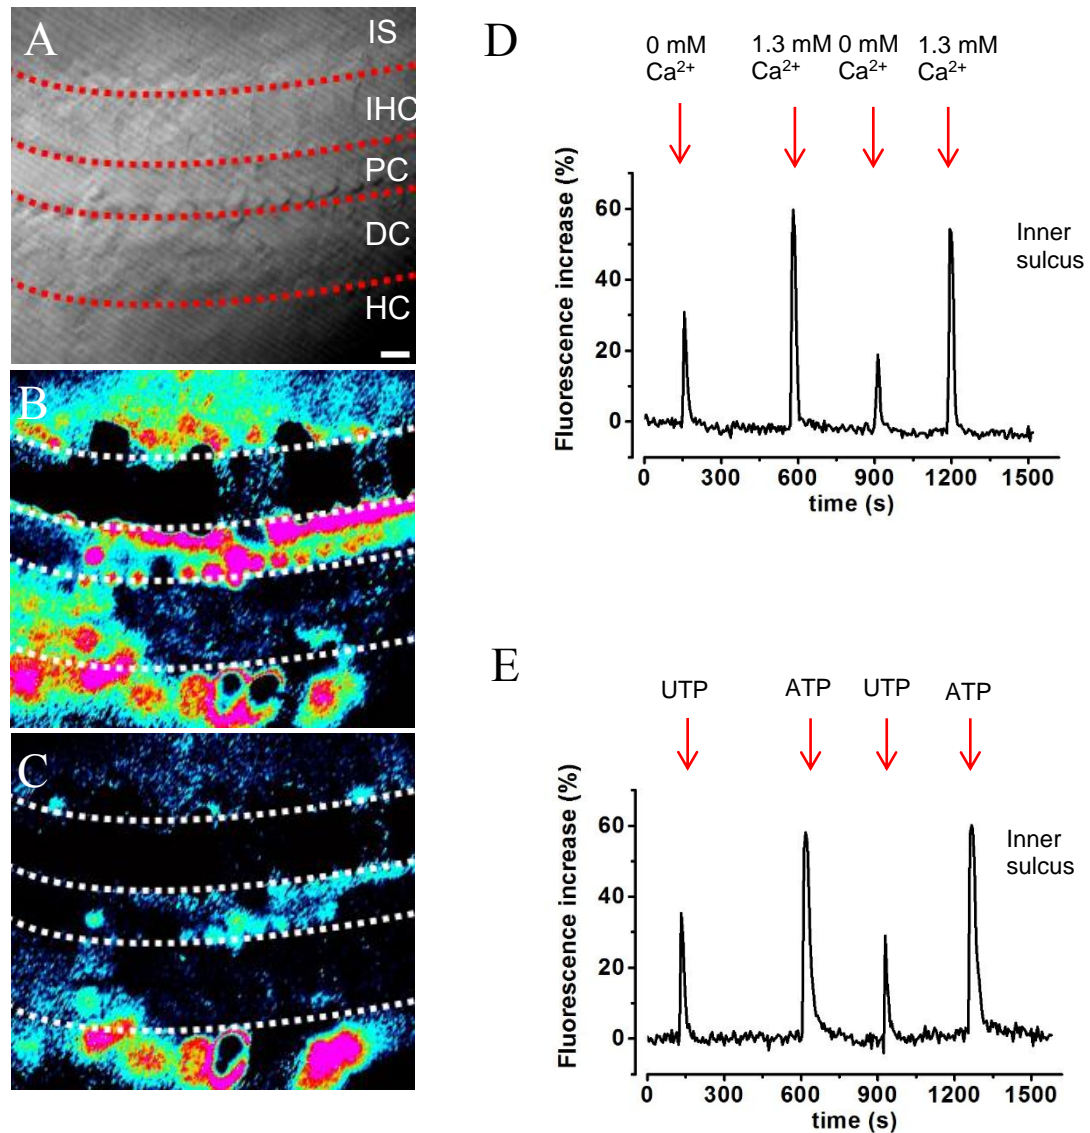 A
IS
IHC
PC
DC
HC
B
C
D
0 mM 1.3 mM 0 mM 1.3 mM
Ca²⁺ Ca²⁺ Ca²⁺ Ca²⁺
Fluorescence increase (%)
60
40
20
0
0 300 600 900 1200 1500
time (s)
Inner
sulcus
E
UTP ATP UTP ATP
Fluorescence increase (%)
60
40
20
0
0 300 600 900 1200 1500
time (s)
Inner
sulcus